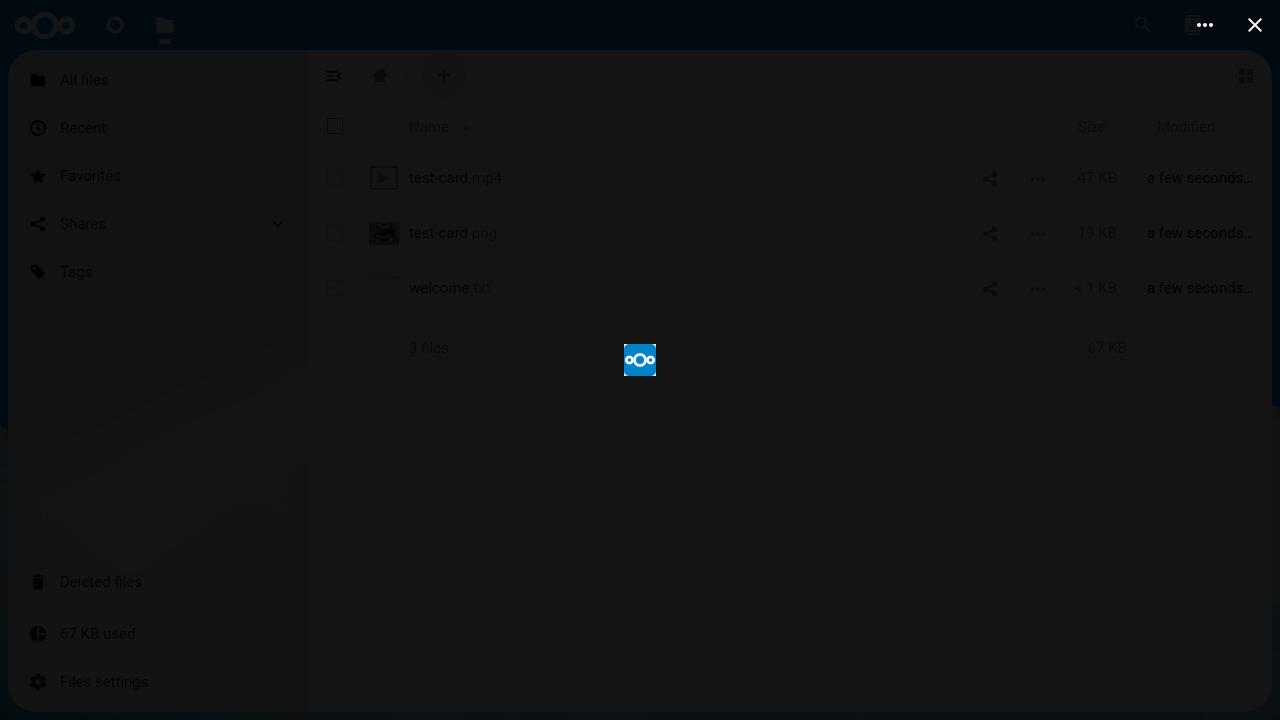 All files
Recent
Favorites
Shares
Tags
Name Size Modified
test-card.mp4 47 KB a few seconds...
test-card.png 19 KB a few seconds...
welcome.txt < 1 KB a few seconds...
3 files 67 KB
Deleted files
67 KB used
Files settings